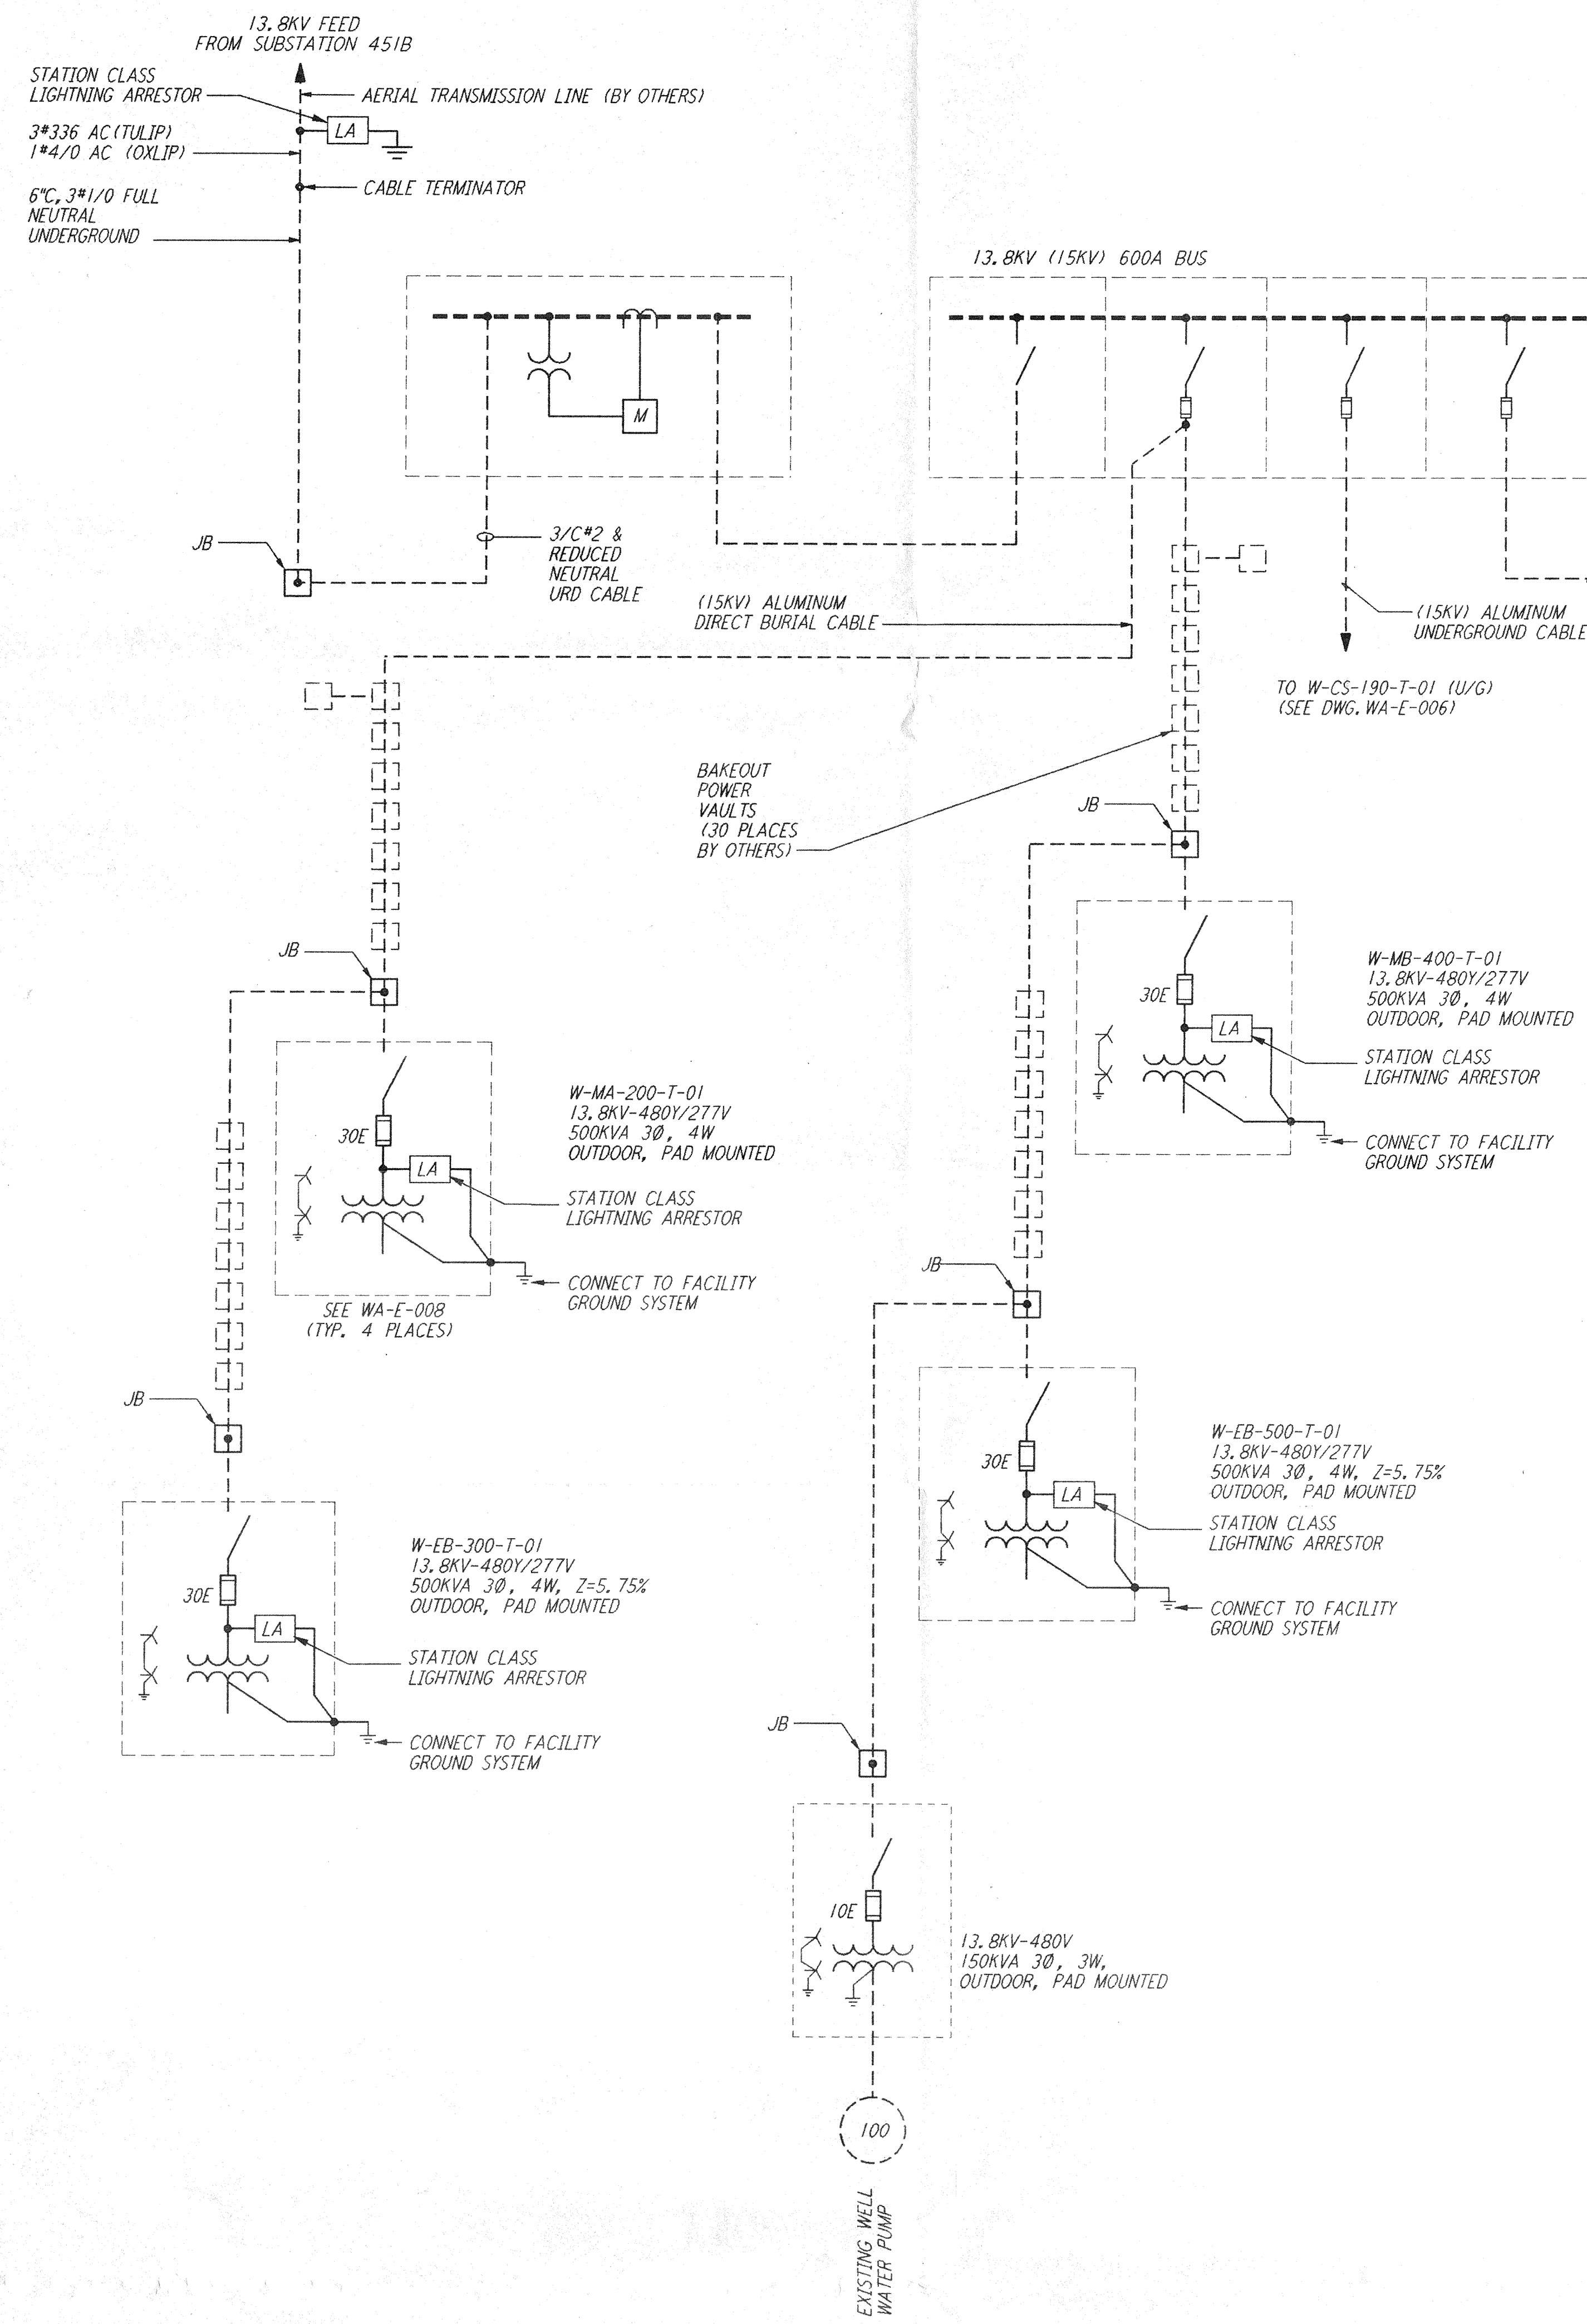 13.8KV FEED
FROM SUBSTATION 451B
STATION CLASS
LIGHTNING ARRESTOR
AERIAL TRANSMISSION LINE (BY OTHERS)
3#336 AC (TULIP)
1#4/0 AC (OXLIP)
LA
6"C, 3#1/0 FULL
NEUTRAL
UNDERGROUND
CABLE TERMINATOR
13.8KV (15KV) 600A BUS
M
JB
3/C#2 &
REDUCED
NEUTRAL
URD CABLE
(15KV) ALUMINUM
DIRECT BURIAL CABLE
(15KV) ALUMINUM
UNDERGROUND CABLE
TO W-CS-190-T-01 (U/G)
(SEE DWG. WA-E-006)
BAKEOUT
POWER
VAULTS
(30 PLACES
BY OTHERS)
JB
JB
30E
LA
W-MB-400-T-01
13.8KV-480Y/277V
500KVA 3Ø, 4W
OUTDOOR, PAD MOUNTED
STATION CLASS
LIGHTNING ARRESTOR
CONNECT TO FACILITY
GROUND SYSTEM
30E
LA
W-MA-200-T-01
13.8KV-480Y/277V
500KVA 3Ø, 4W
OUTDOOR, PAD MOUNTED
STATION CLASS
LIGHTNING ARRESTOR
CONNECT TO FACILITY
GROUND SYSTEM
SEE WA-E-008
(TYP. 4 PLACES)
JB
JB
30E
LA
W-EB-500-T-01
13.8KV-480Y/277V
500KVA 3Ø, 4W, Z=5.75%
OUTDOOR, PAD MOUNTED
STATION CLASS
LIGHTNING ARRESTOR
CONNECT TO FACILITY
GROUND SYSTEM
30E
LA
W-EB-300-T-01
13.8KV-480Y/277V
500KVA 3Ø, 4W, Z=5.75%
OUTDOOR, PAD MOUNTED
STATION CLASS
LIGHTNING ARRESTOR
CONNECT TO FACILITY
GROUND SYSTEM
JB
10E
13.8KV-480V
150KVA 3Ø, 3W,
OUTDOOR, PAD MOUNTED
100
EXISTING WELL
WATER PUMP